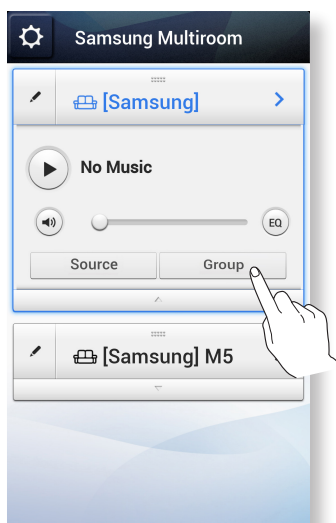 Samsung Multiroom
[Samsung]
No Music
EQ
Source Group
[Samsung] M5